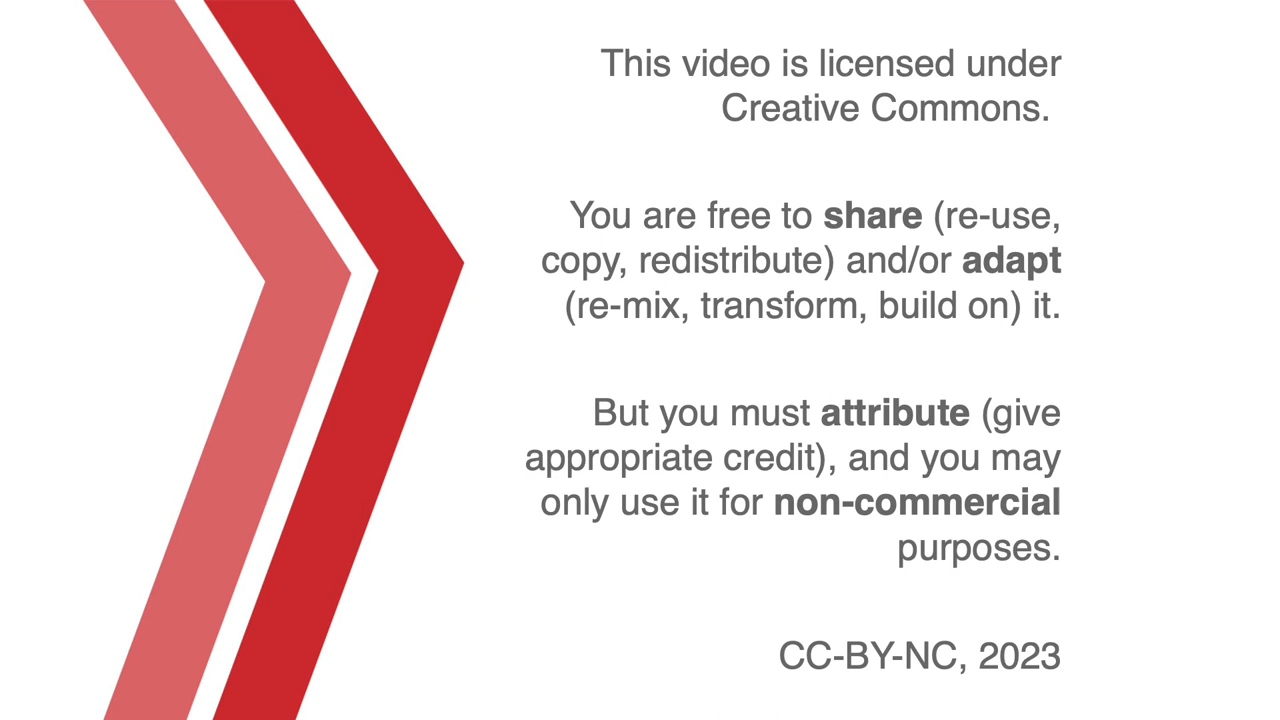 This video is licensed under
Creative Commons.
You are free to share (re-use,
copy, redistribute) and/or adapt
(re-mix, transform, build on) it.
But you must attribute (give
appropriate credit), and you may
only use it for non-commercial
purposes.
CC-BY-NC, 2023